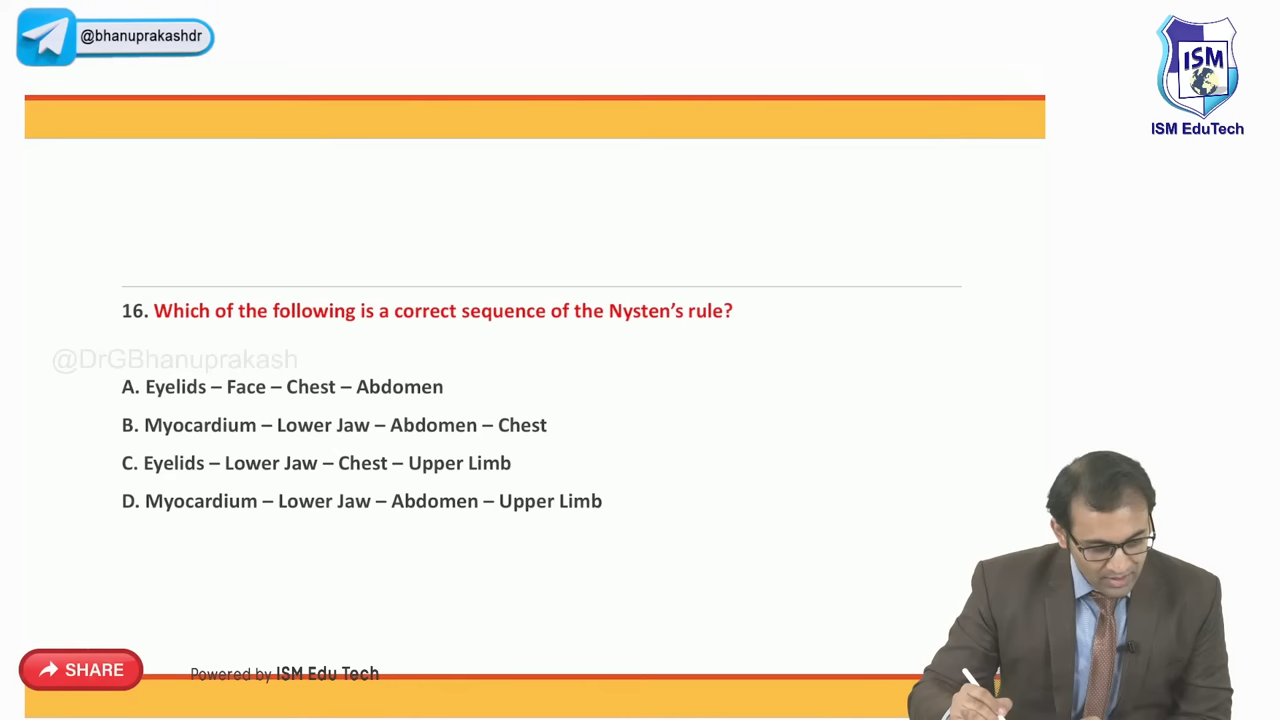 @bhanuprakashdr
ISM
ISM EduTech
16. Which of the following is a correct sequence of the Nysten's rule?
@DrGBhanuprakash
A. Eyelids – Face – Chest – Abdomen
B. Myocardium – Lower Jaw – Abdomen – Chest
C. Eyelids – Lower Jaw – Chest – Upper Limb
D. Myocardium – Lower Jaw – Abdomen – Upper Limb
SHARE
Powered by ISM Edu Tech